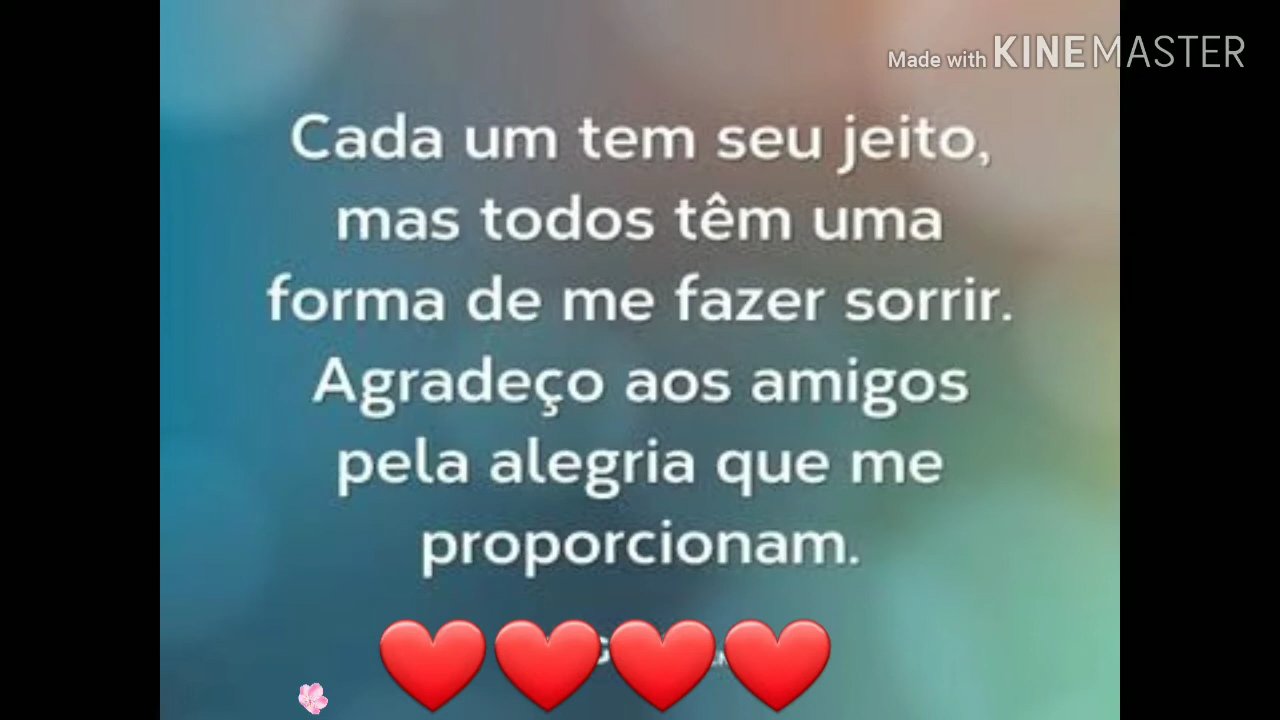 Made with KINEMASTER
Cada um tem seu jeito,
mas todos têm uma
forma de me fazer sorrir.
Agradeço aos amigos
pela alegria que me
proporcionam.